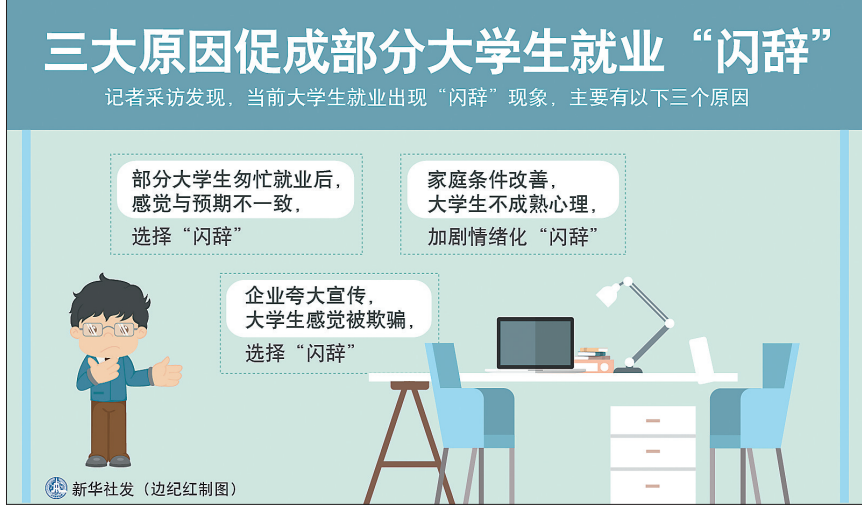 三大原因促成部分大学生就业“闪辞”
记者采访发现，当前大学生就业出现“闪辞”现象，主要有以下三个原因
部分大学生匆忙就业后，
感觉与预期不一致，
选择“闪辞”
家庭条件改善，
大学生不成熟心理，
加剧情绪化“闪辞”
企业夸大宣传，
大学生感觉被欺骗，
选择“闪辞”
新华社发（边纪红制图）